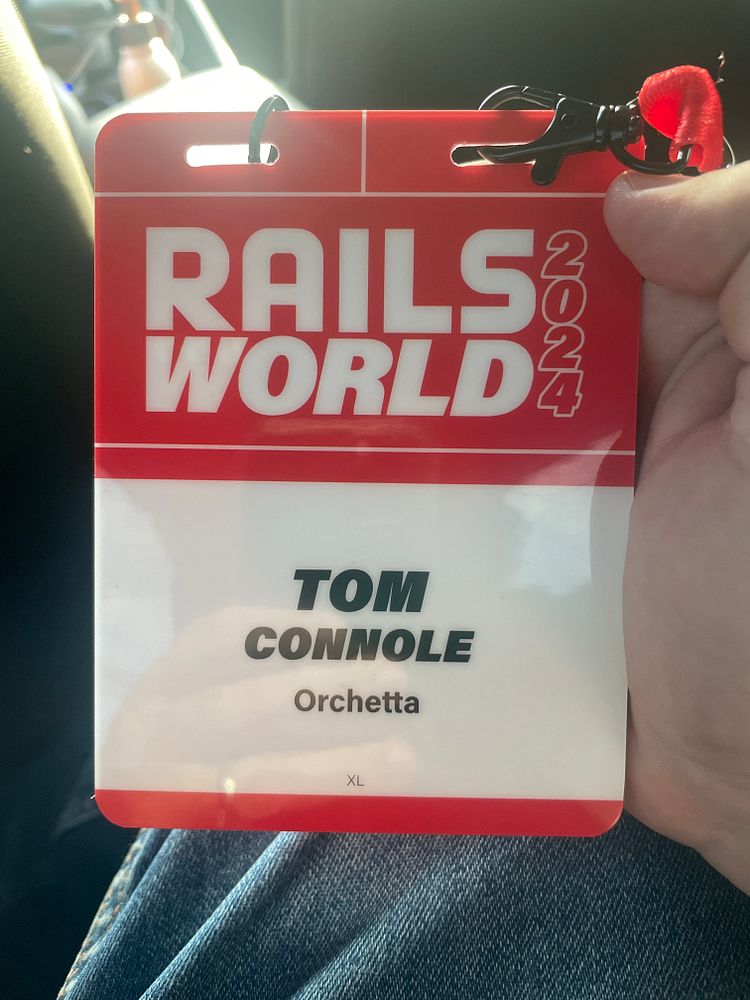 RAILS
WORLD
2024
TOM
CONNOLE
Orchetta
XL